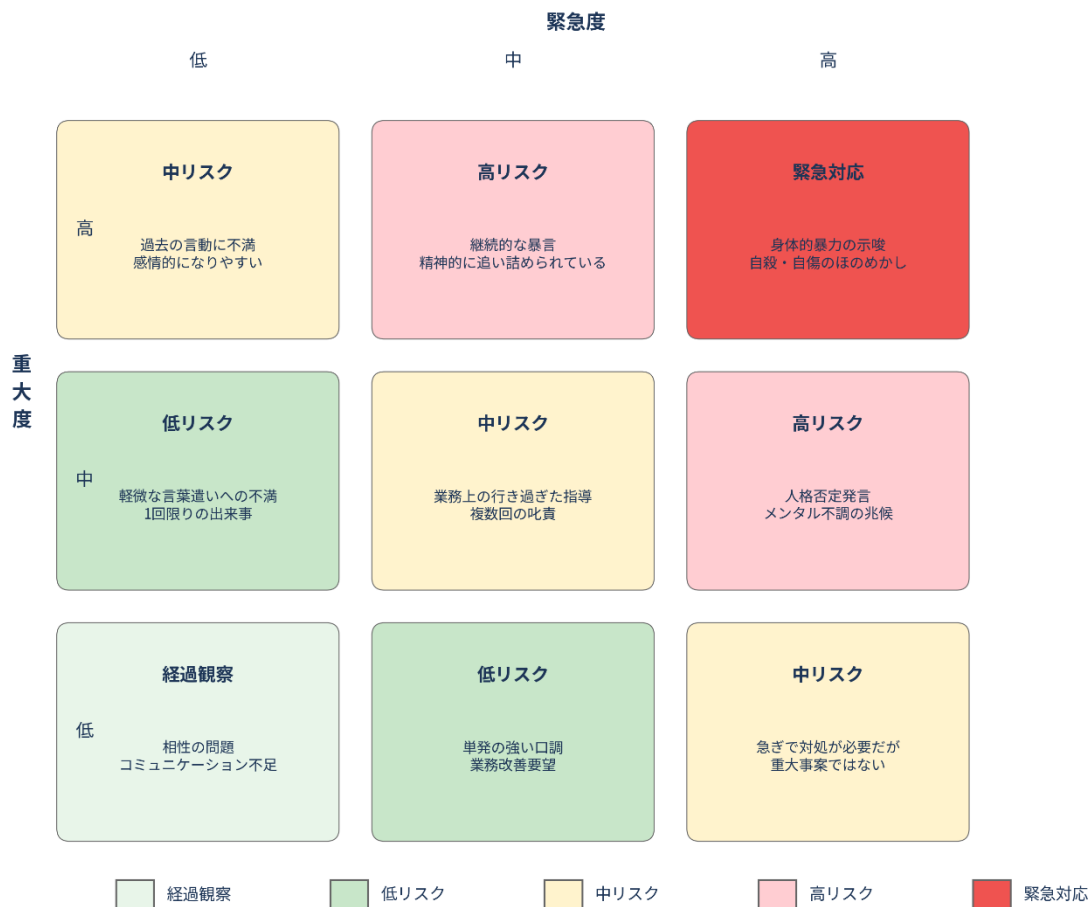 緊急度
低
中
高
中リスク
高
過去の言動に不満
感情的になりやすい
高リスク
継続的な暴言
精神的に追い詰められている
緊急対応
身体的暴力の示唆
自殺・自傷のほのめかし
重
大
度
低リスク
中
軽微な言葉遣いへの不満
1回限りの出来事
中リスク
業務上の行き過ぎた指導
複数回の叱責
高リスク
人格否定発言
メンタル不調の兆候
経過観察
低
相性の問題
コミュニケーション不足
低リスク
単発の強い口調
業務改善要望
中リスク
急ぎで対処が必要だが
重大事案ではない
経過観察
低リスク
中リスク
高リスク
緊急対応